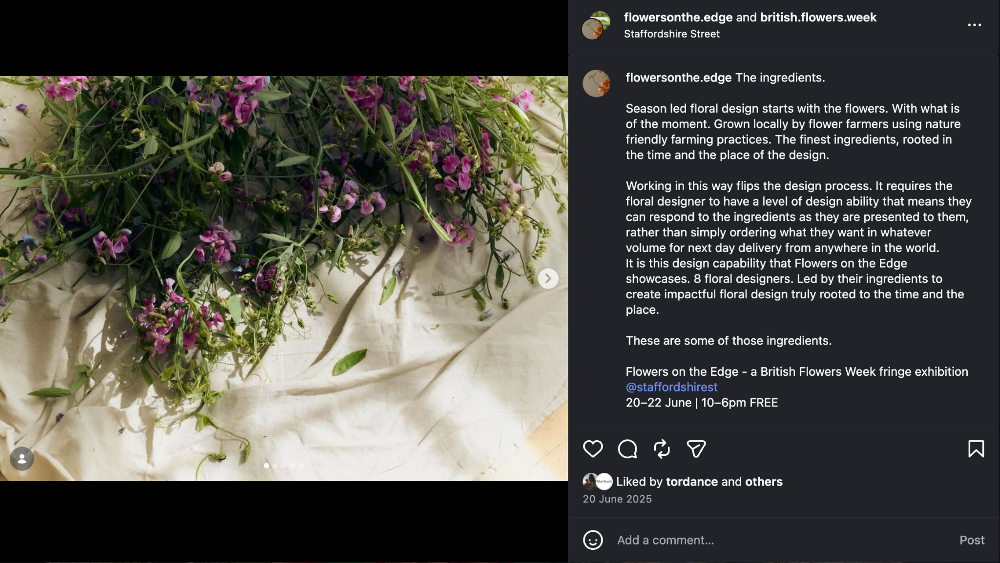 flowersonthe.edge and british.flowers.week
Staffordshire Street
flowersonthe.edge The ingredients.
Season led floral design starts with the flowers. With what is
of the moment. Grown locally by flower farmers using nature
friendly farming practices. The finest ingredients, rooted in
the time and the place of the design.
Working in this way flips the design process. It requires the
floral designer to have a level of design ability that means they
can respond to the ingredients as they are presented to them,
rather than simply ordering what they want in whatever
volume for next day delivery from anywhere in the world.
It is this design capability that Flowers on the Edge
showcases. 8 floral designers. Led by their ingredients to
create impactful floral design truly rooted to the time and the
place.
These are some of those ingredients.
Flowers on the Edge - a British Flowers Week fringe exhibition
@staffordshirest
20–22 June | 10–6pm FREE
Nice Bunch
Liked by tordance and others
20 June 2025
Add a comment...
Post